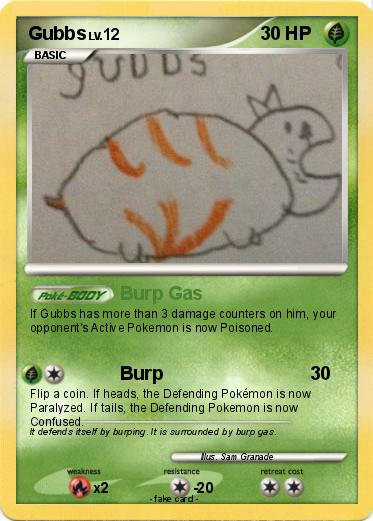 Gubbs LV.12 30 HP
BASIC
gubbs
Poké-BODY Burp Gas
If Gubbs has more than 3 damage counters on him, your
opponent's Active Pokemon is now Poisoned.
Burp 30
Flip a coin. If heads, the Defending Pokémon is now
Paralyzed. If tails, the Defending Pokemon is now
Confused.
It defends itself by burping. It is surrounded by burp gas.
Illus. Sam Granade
weakness resistance retreat cost
x2 -20
- fake card -